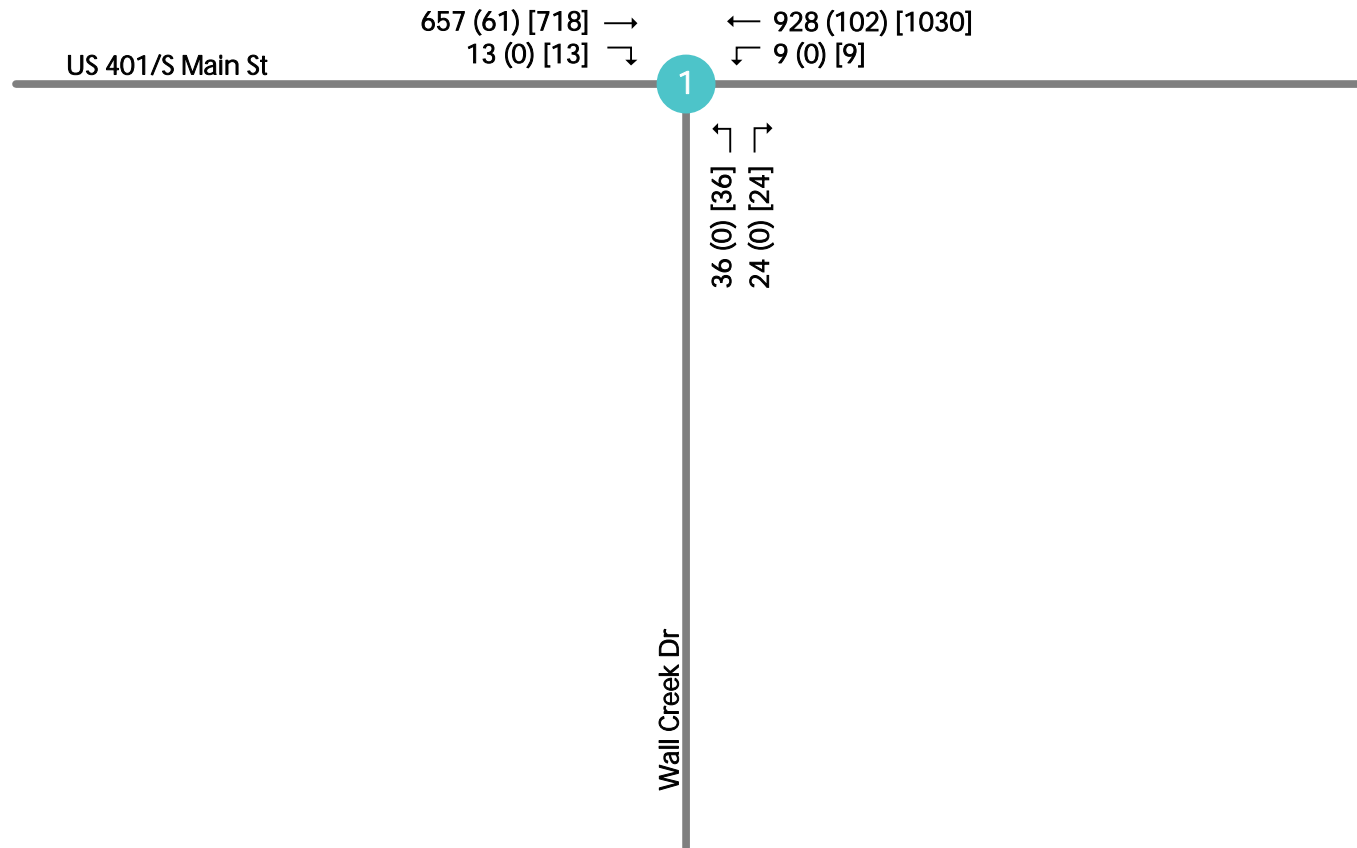 657 (61) [718]
928 (102) [1030]
13 (0) [13]
9 (0) [9]
US 401/S Main St
1
36 (0) [36]
24 (0) [24]
Wall Creek Dr